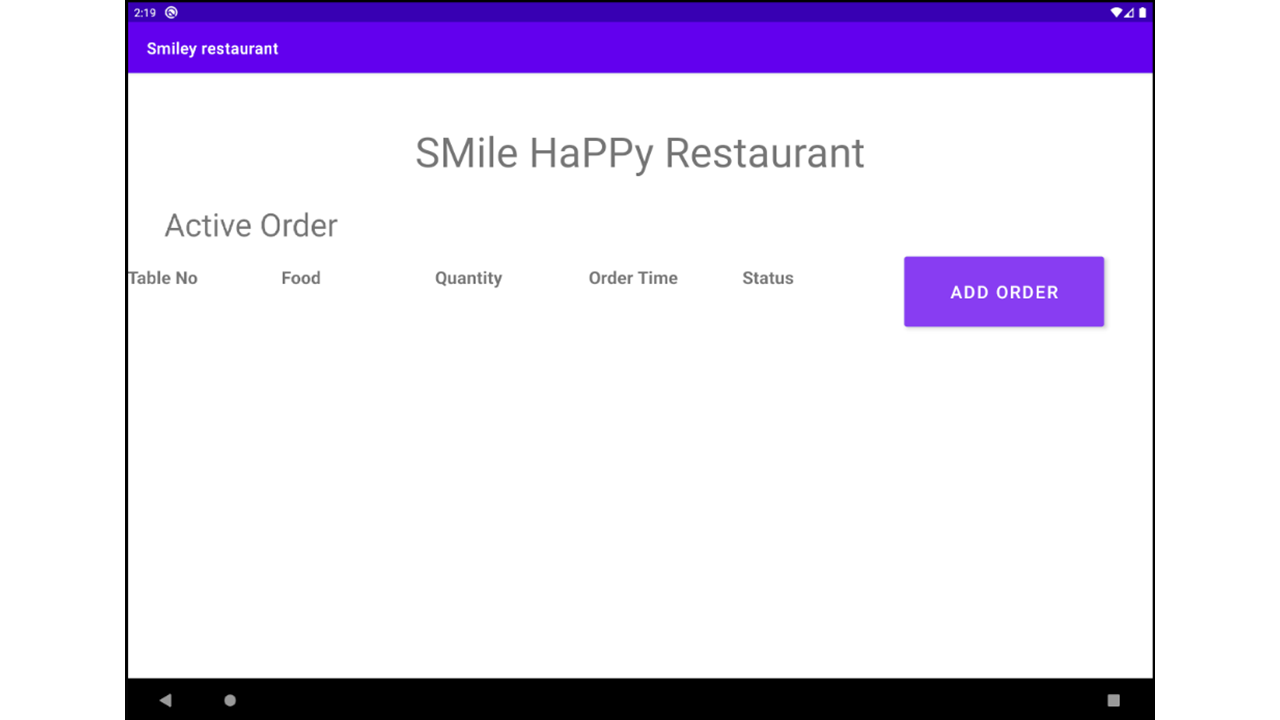 2:19
Smiley restaurant
SMile HaPPy Restaurant
Active Order
Table No Food Quantity Order Time Status
ADD ORDER